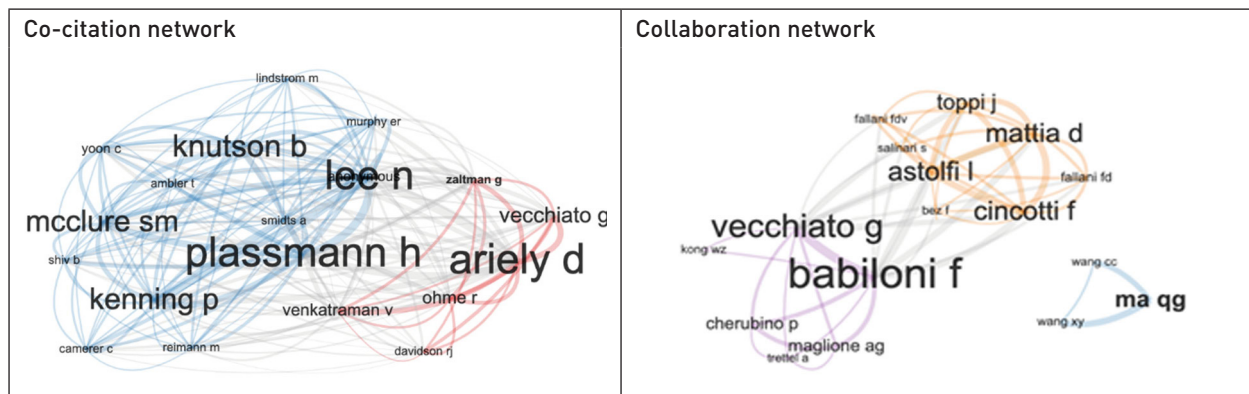 Co-citation network
lindstrom m
murphy er
knutson b
yoon c
lee n
anonymous
zaltman g
ambler t
vecchiato g
mcclure sm
smidts a
plassmann h
ariely d
shiv b
kenning p
ohme r
venkatraman v
camerer c
reimann m
davidson rj
Collaboration network
toppi j
fallani fdv
mattia d
salinari s
astolfi l
fallani fd
bez f
cincotti f
vecchiato g
kong wz
babiloni f
wang cc
ma qg
wang xy
cherubino p
maglione ag
trettel a